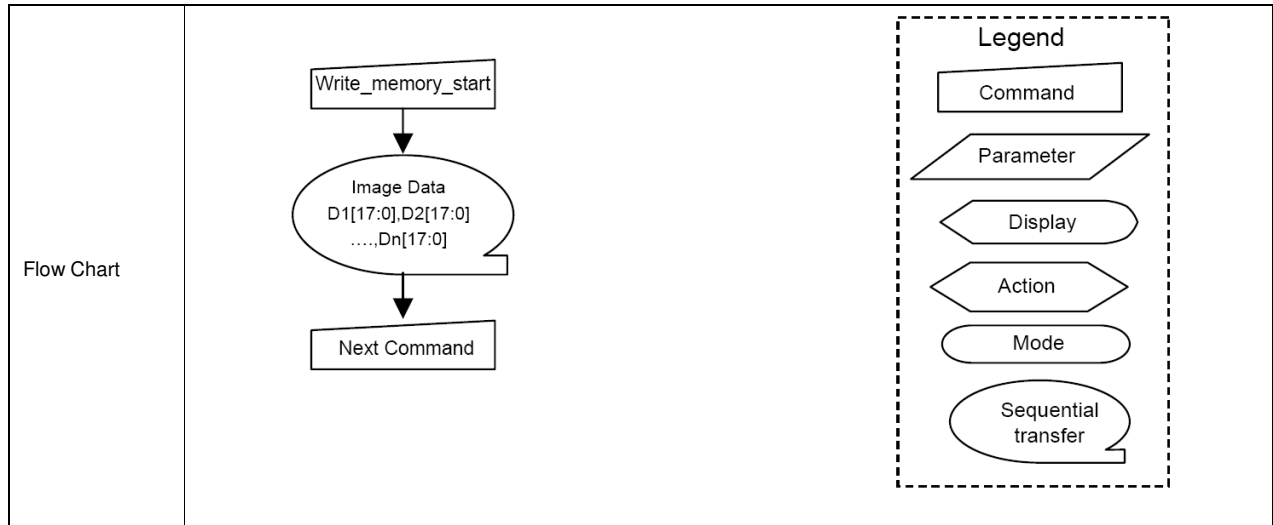 Flow Chart
Write_memory_start
Image Data
D1[17:0],D2[17:0]
....,Dn[17:0]
Next Command
Legend
Command
Parameter
Display
Action
Mode
Sequential
transfer